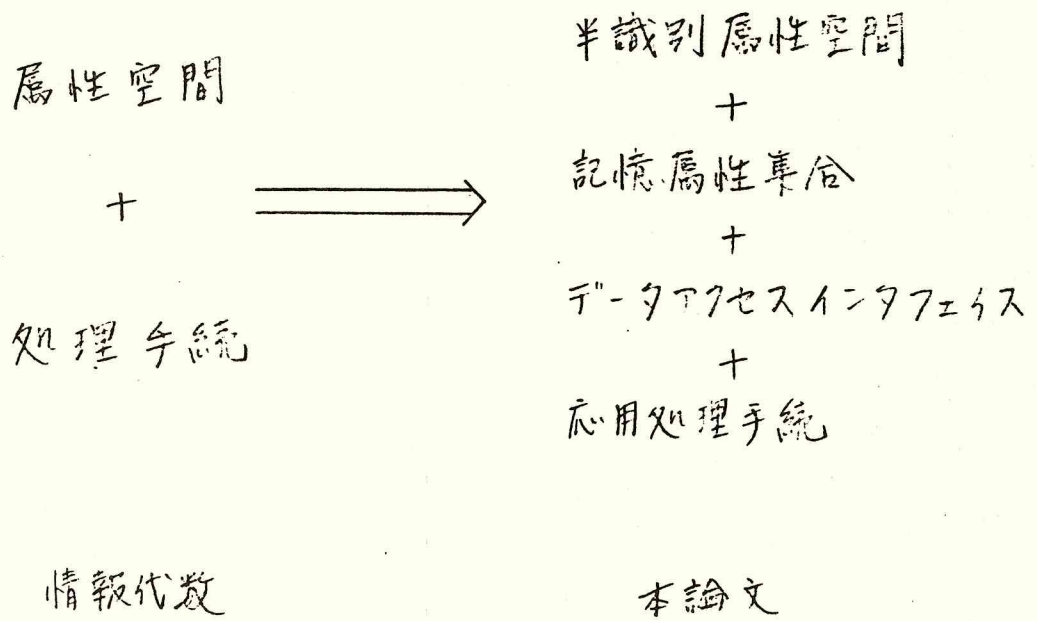 属性空間
+
処理手続
情報代数
半識別属性空間
+
記憶属性集合
+
データアクセスインタフェイス
+
応用処理手続
本論文